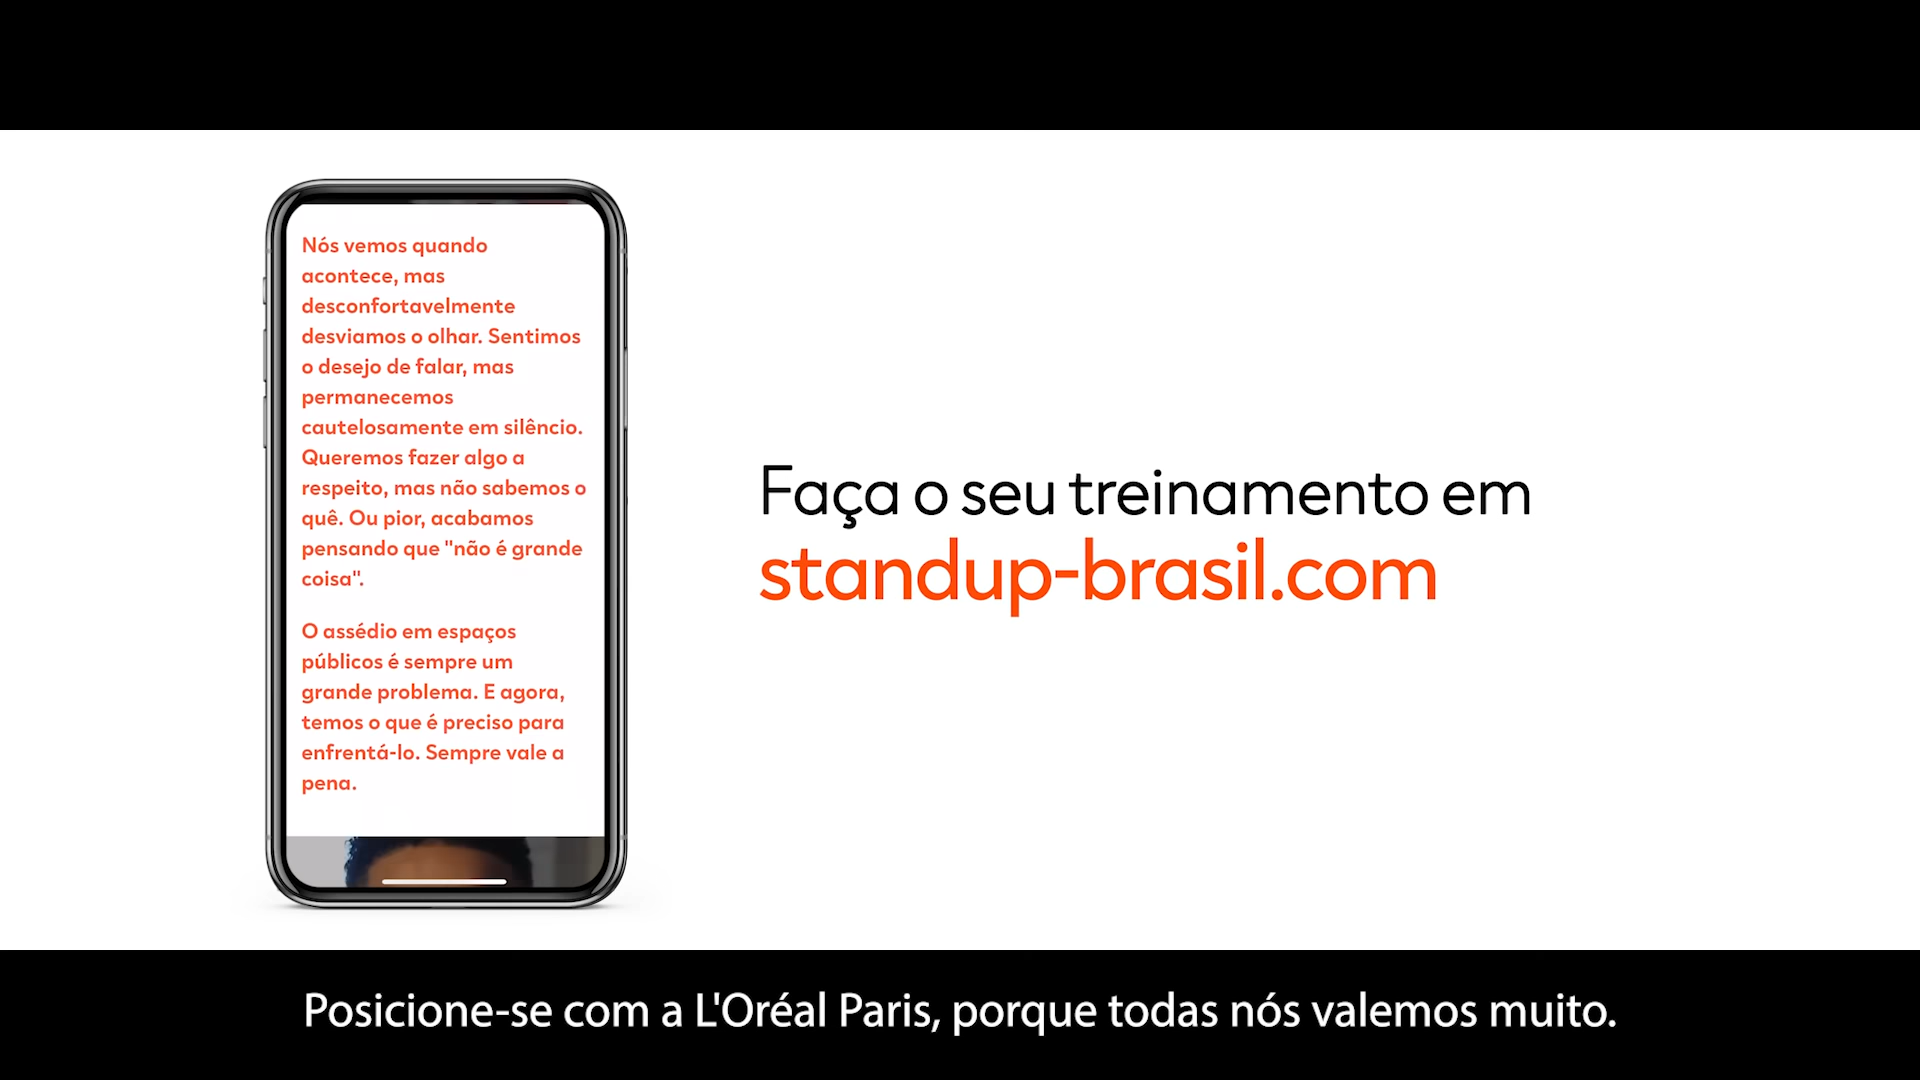 Nós vemos quando
acontece, mas
desconfortavelmente
desviamos o olhar. Sentimos
o desejo de falar, mas
permanecemos
cautelosamente em silêncio.
Queremos fazer algo a
respeito, mas não sabemos o
quê. Ou pior, acabamos
pensando que "não é grande
coisa".
O assédio em espaços
públicos é sempre um
grande problema. E agora,
temos o que é preciso para
enfrentá-lo. Sempre vale a
pena.
Faça o seu treinamento em
standup-brasil.com
Posicione-se com a L'Oréal Paris, porque todas nós valemos muito.